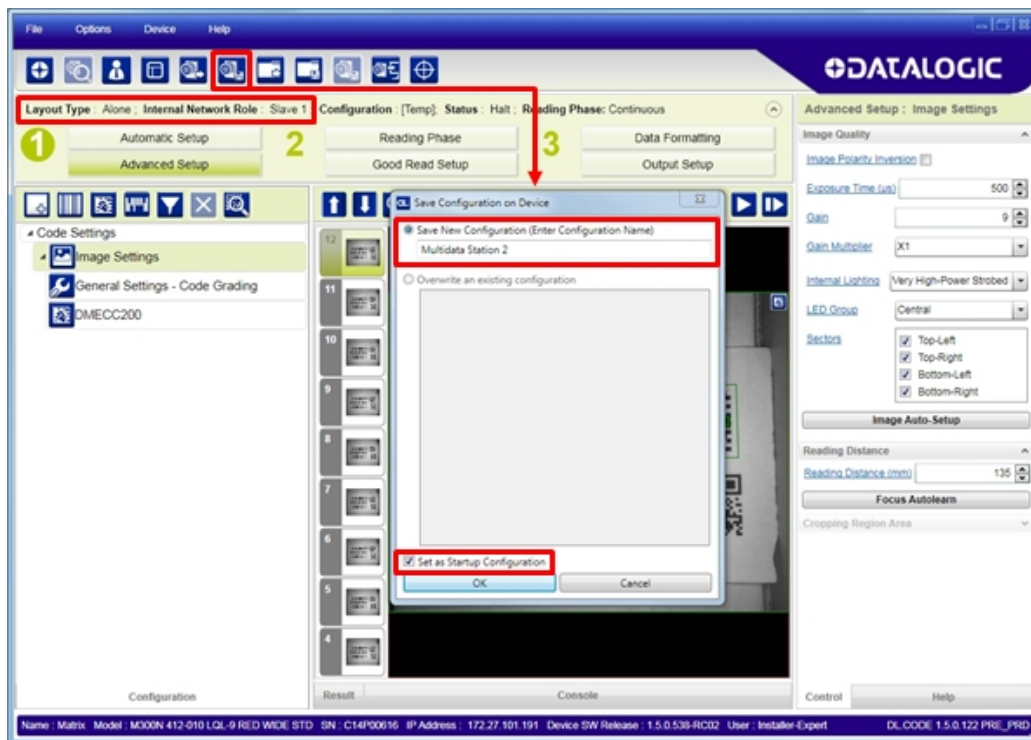 File Options Device Help
DATALOGIC
Layout Type : Alone ; Internal Network Role : Slave 1 Configuration : [Temp]; Status : Halt ; Reading Phase: Continuous
1 Automatic Setup 2 Reading Phase 3 Data Formatting
Advanced Setup Good Read Setup Output Setup
Code Settings
Image Settings
General Settings - Code Grading
DMECC200
Configuration
12
11
10
9
8
7
6
5
4
Result Console
Save Configuration on Device
Save New Configuration (Enter Configuration Name)
Multidata Station 2
Overwrite an existing configuration
Set as Startup Configuration
OK Cancel
Advanced Setup : Image Settings
Image Quality
Image Polarity Inversion
Exposure Time (us) 500
Gain 9
Gain Multiplier X1
Internal Lighting Very High-Power Strobed
LED Group Central
Sectors Top-Left
Top-Right
Bottom-Left
Bottom-Right
Image Auto-Setup
Reading Distance
Reading Distance (mm) 135
Focus Autolearn
Cropping Region Area
Control Help
Name : Matrix Model : M300N 412-010 LQL-9 RED WIDE STD SN : C14P00616 IP Address : 172.27.101.191 Device SW Release : 1.5.0.538-RC02 User : Installer-Expert DL.CODE 1.5.0.122 PRE_PRD